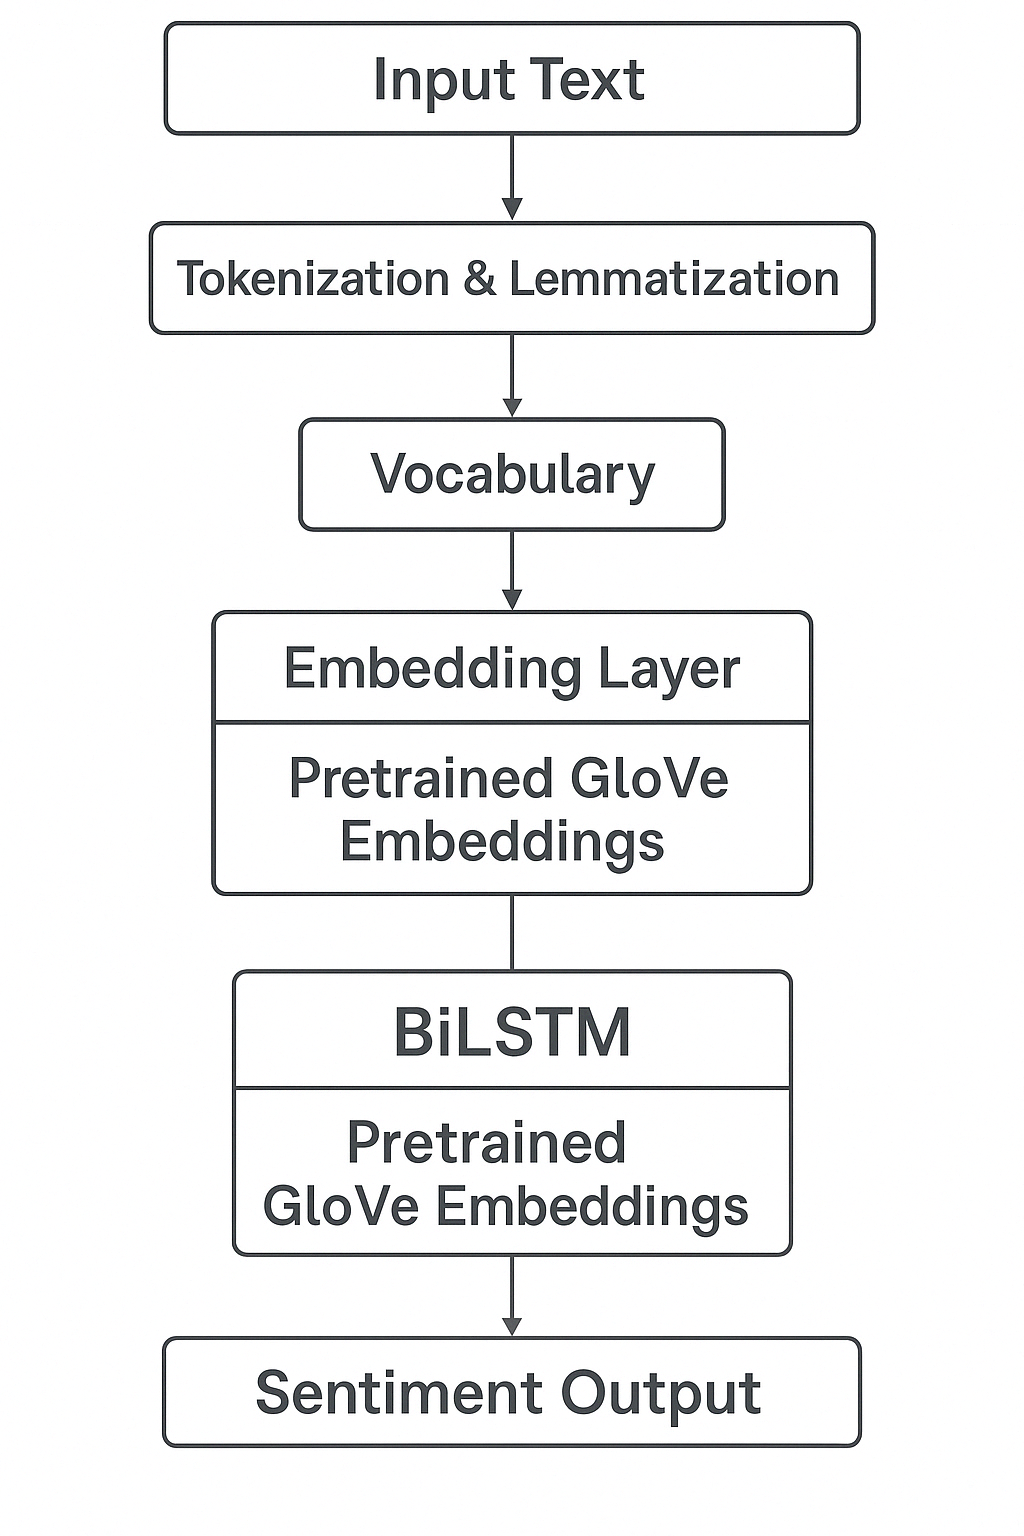 Input Text
Tokenization & Lemmatization
Vocabulary
Embedding Layer
Pretrained GloVe
Embeddings
BiLSTM
Pretrained
GloVe Embeddings
Sentiment Output